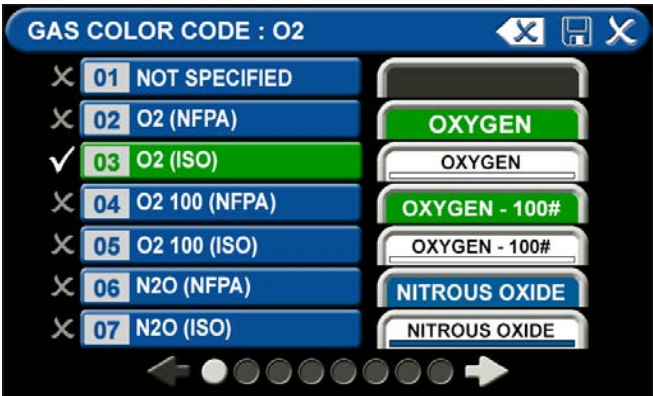 GAS COLOR CODE : O2
01 NOT SPECIFIED
02 O2 (NFPA) OXYGEN
03 O2 (ISO) OXYGEN
04 O2 100 (NFPA) OXYGEN - 100#
05 O2 100 (ISO) OXYGEN - 100#
06 N2O (NFPA) NITROUS OXIDE
07 N2O (ISO) NITROUS OXIDE